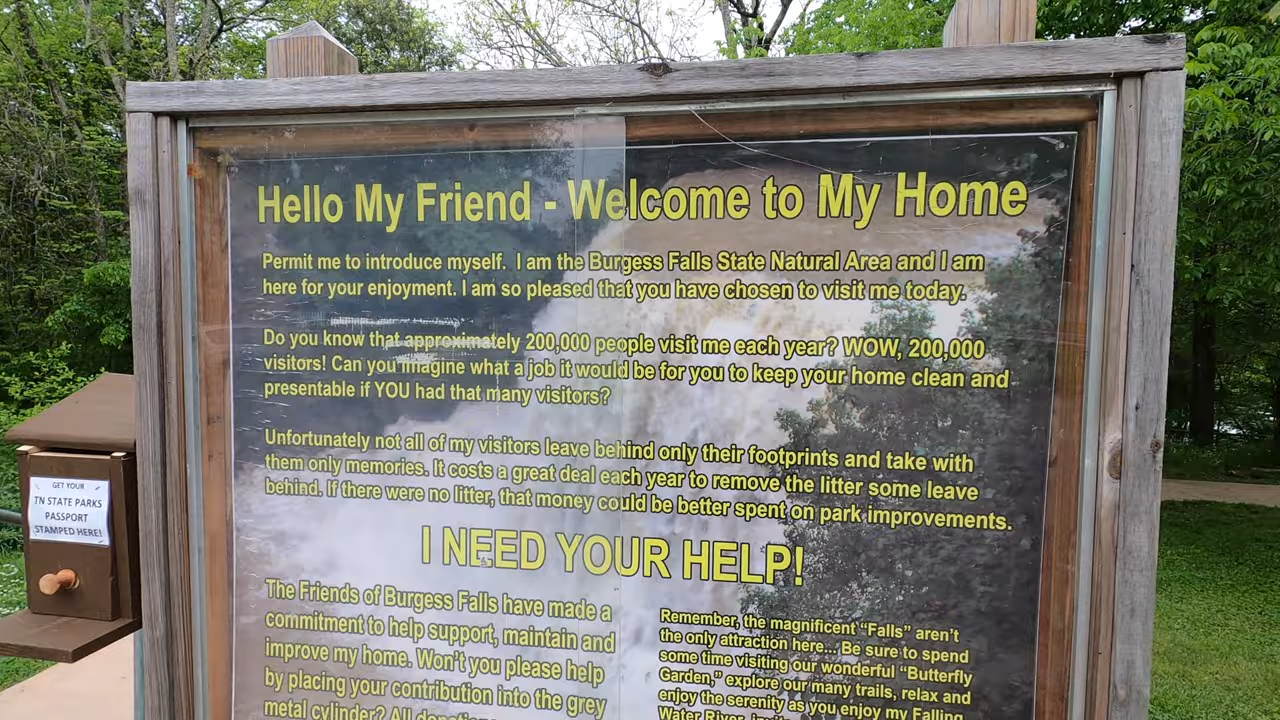 Hello My Friend - Welcome to My Home
Permit me to introduce myself. I am the Burgess Falls State Natural Area and I am
here for your enjoyment. I am so pleased that you have chosen to visit me today.
Do you know that approximately 200,000 people visit me each year? WOW, 200,000
visitors! Can you imagine what a job it would be for you to keep your home clean and
presentable if YOU had that many visitors?
Unfortunately not all of my visitors leave behind only their footprints and take with
them only memories. It costs a great deal each year to remove the litter some leave
behind. If there were no litter, that money could be better spent on park improvements.
I NEED YOUR HELP!
The Friends of Burgess Falls have made a
commitment to help support, maintain and
improve my home. Won't you please help
by placing your contribution into the grey
metal cylinder? All
Remember, the magnificent "Falls" aren't
the only attraction here... Be sure to spend
some time visiting our wonderful "Butterfly
Garden," explore our many trails, relax and
enjoy the serenity as you enjoy my Falling
Water River,
GET YOUR
TN STATE PARKS
PASSPORT
STAMPED HERE!